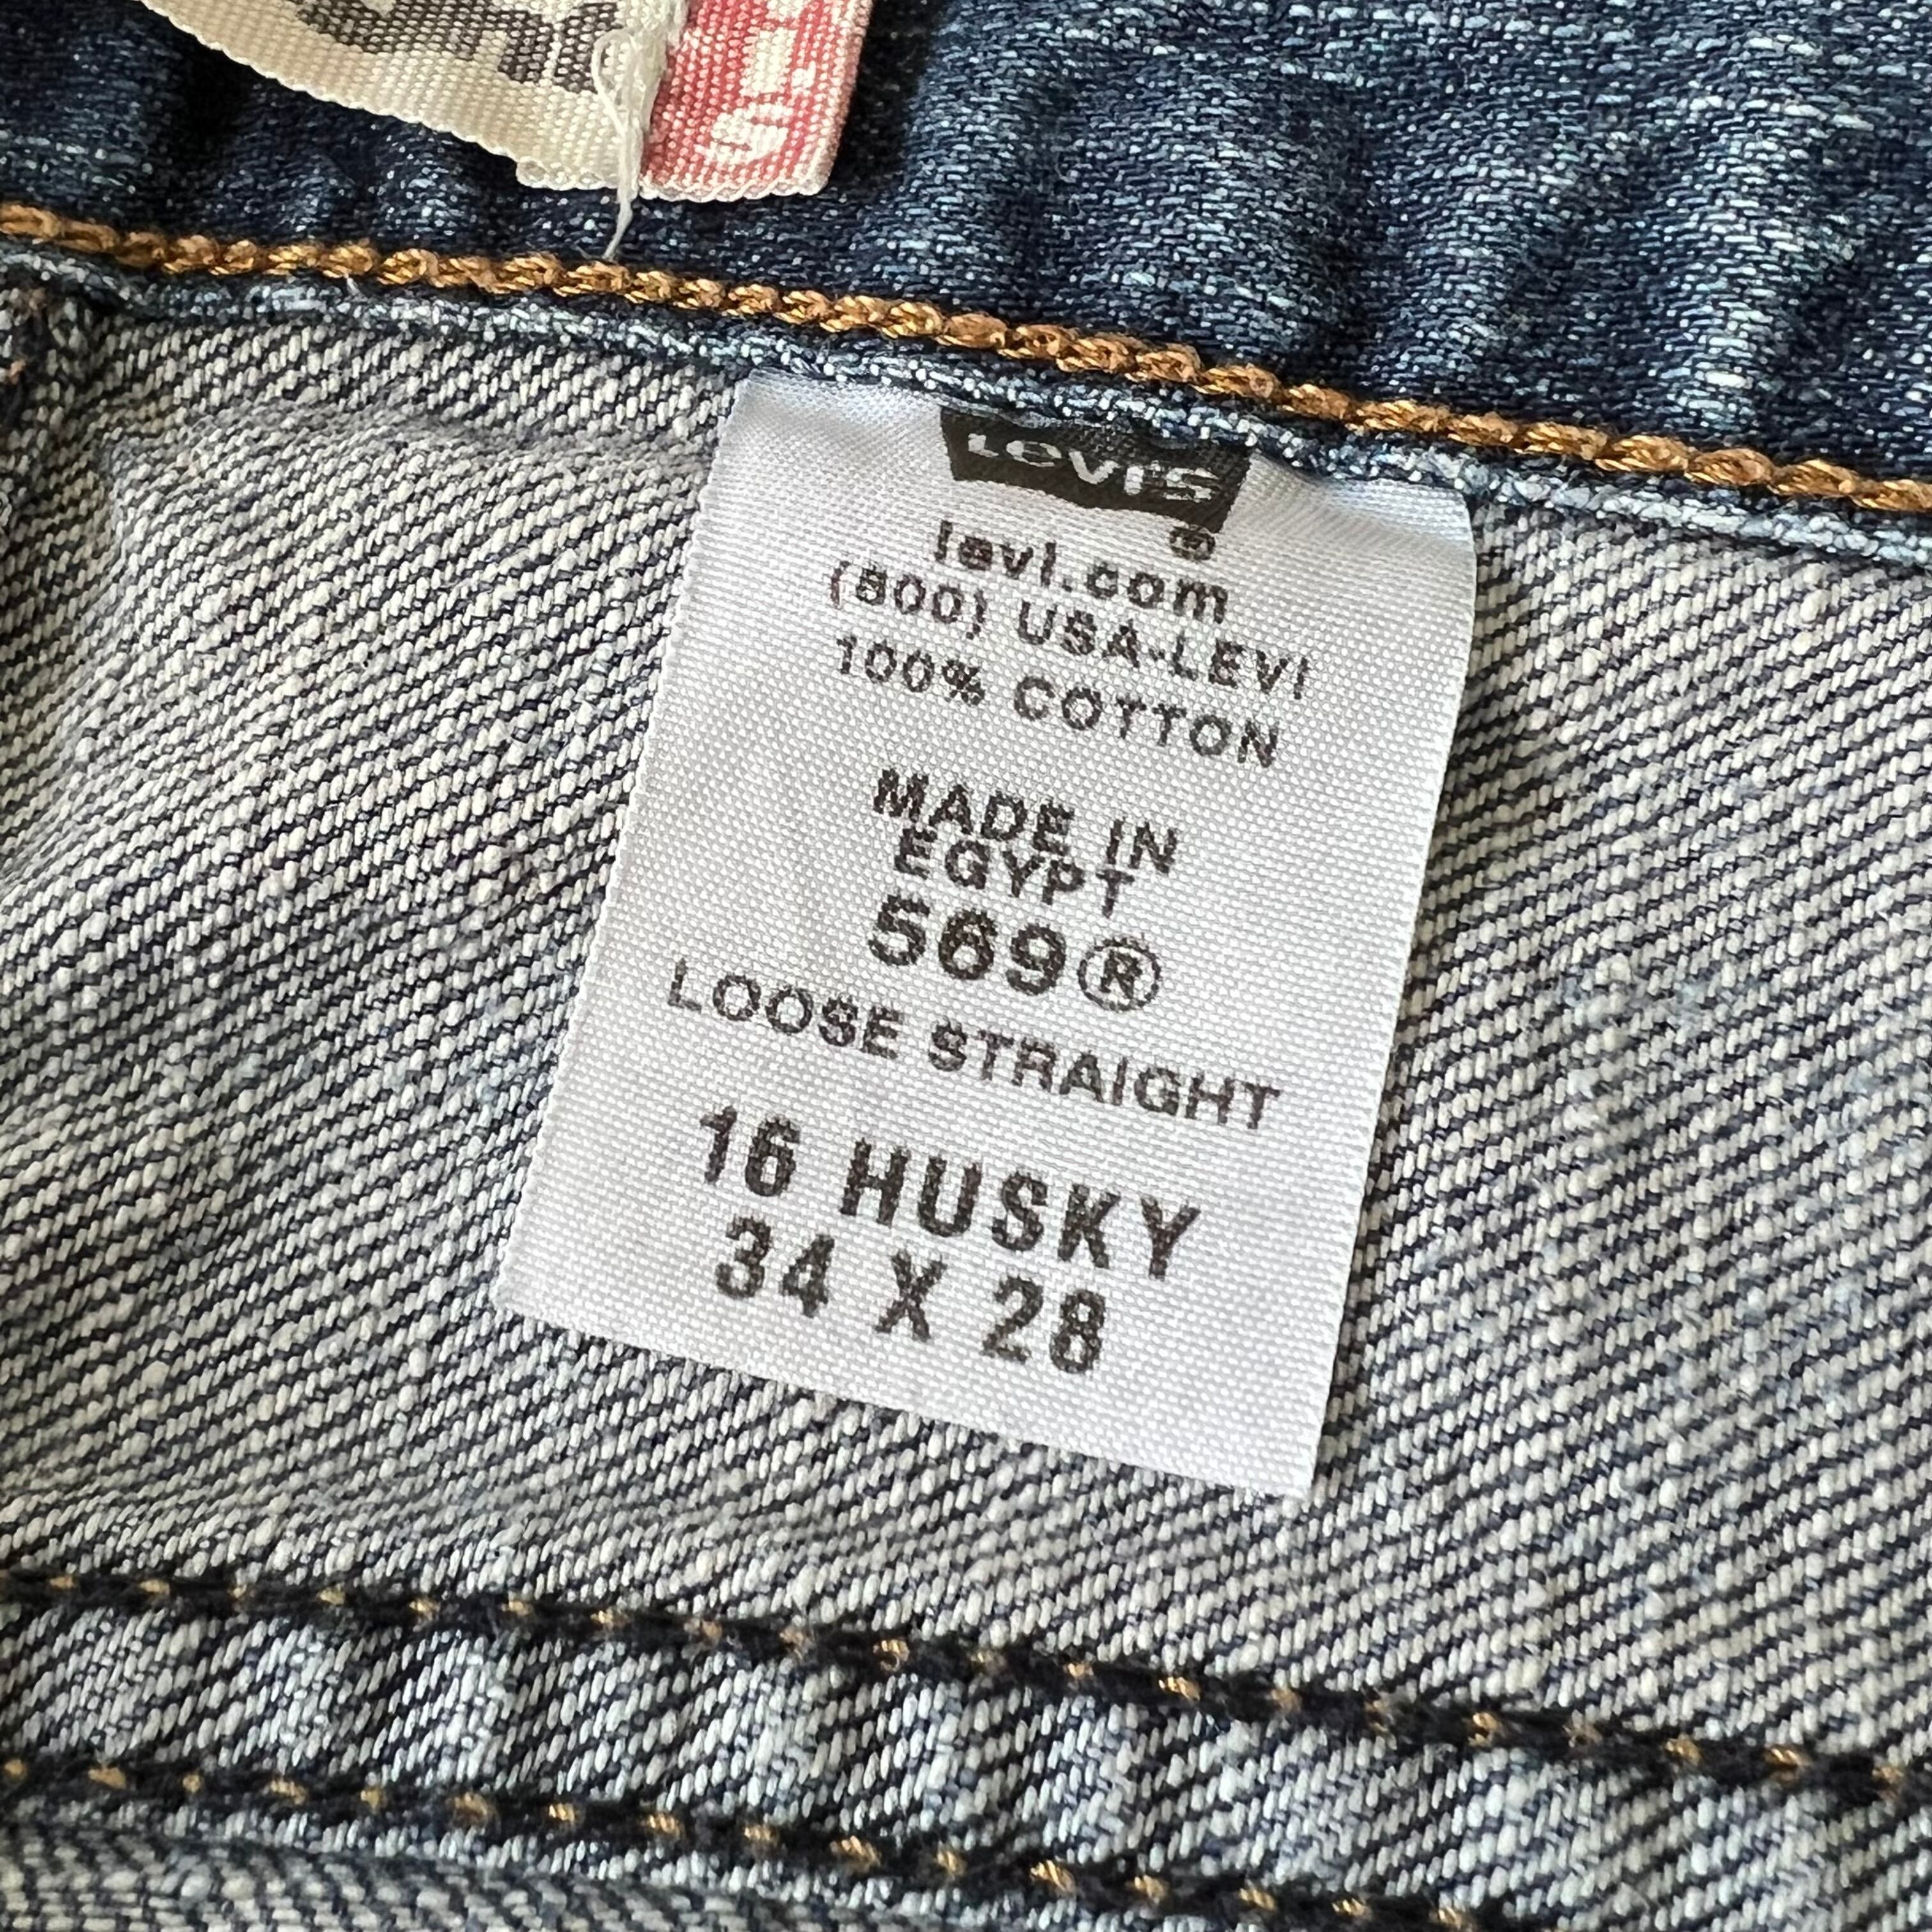 LEVI'S
®
levi.com
(800) USA-LEVI
100% COTTON
MADE IN
EGYPT
569®
LOOSE STRAIGHT
16 HUSKY
34 X 28